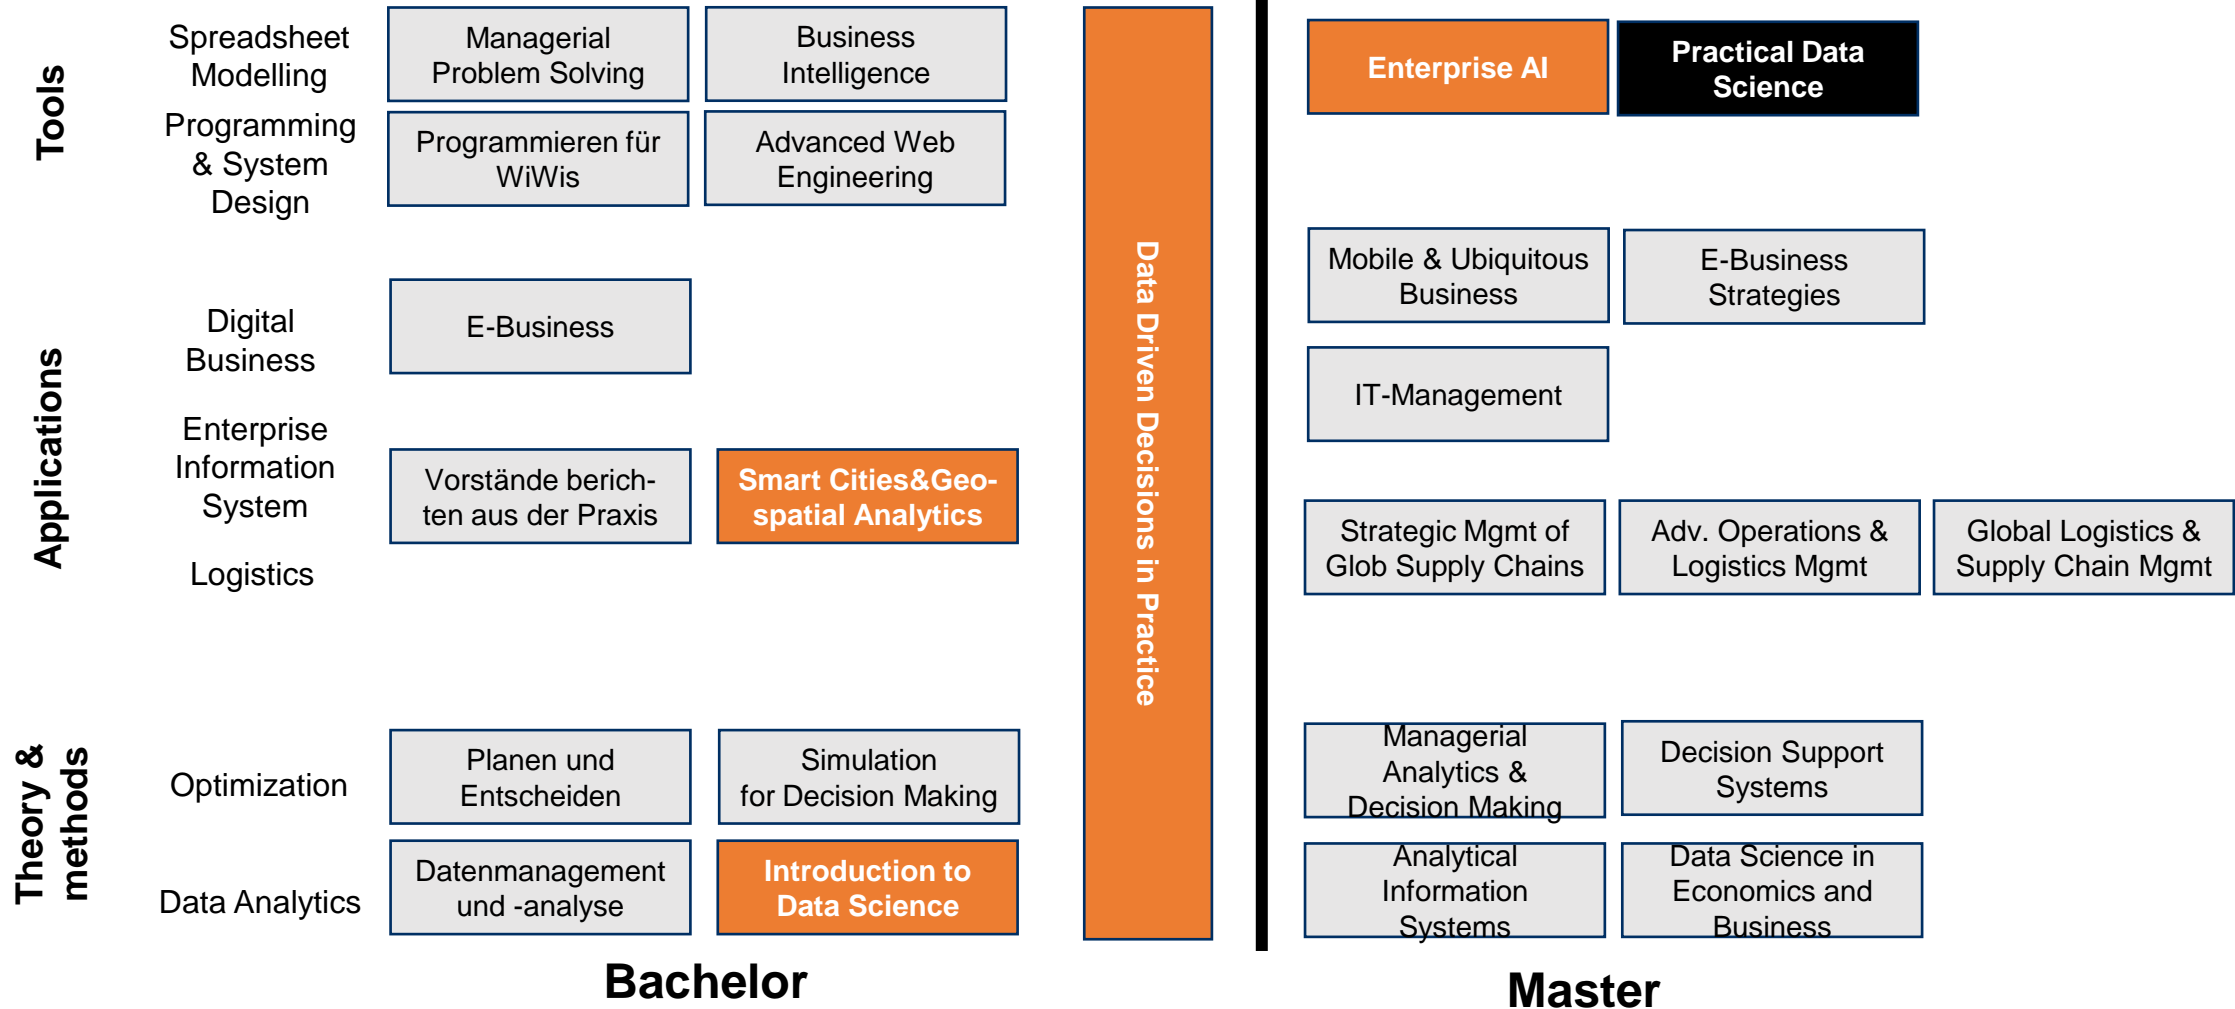 Tools
Spreadsheet
Modelling
Managerial
Problem Solving
Business
Intelligence
Enterprise AI
Practical Data
Science
Programming
& System
Design
Programmieren für
WiWis
Advanced Web
Engineering
Data Driven Decisions in Practice
Applications
Digital
Business
E-Business
Mobile & Ubiquitous
Business
E-Business
Strategies
IT-Management
Enterprise
Information
System
Vorstände berich-
ten aus der Praxis
Smart Cities&Geo-
spatial Analytics
Logistics
Strategic Mgmt of
Glob Supply Chains
Adv. Operations &
Logistics Mgmt
Global Logistics &
Supply Chain Mgmt
Theory &
methods
Optimization
Planen und
Entscheiden
Simulation
for Decision Making
Managerial
Analytics &
Decision Making
Decision Support
Systems
Data Analytics
Datenmanagement
und -analyse
Introduction to
Data Science
Analytical
Information
Systems
Data Science in
Economics and
Business
Bachelor
Master